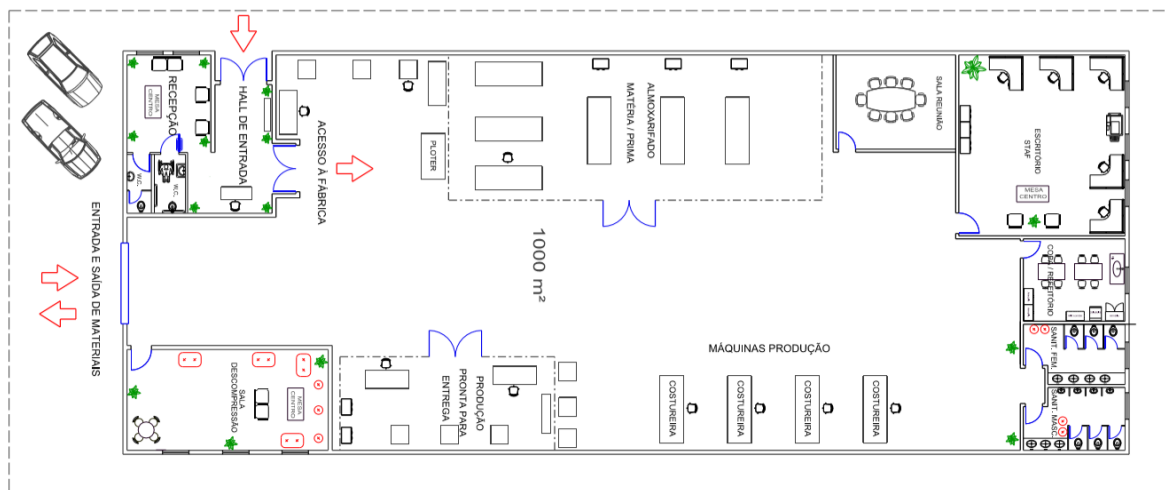 RECEPÇÃO
MESA
CENTRO
W.C.
W.C.
HALL DE ENTRADA
ACESSO À FÁBRICA
PLOTER
ALMOXARIFADO
MATÉRIA / PRIMA
SALA REUNIÃO
ESCRITÓRIO
STAF
MESA
CENTRO
ENTRADA E SAÍDA DE MATERIAIS
1000 m²
COPA / REFEITÓRIO
MÁQUINAS PRODUÇÃO
SALA
DESCOMPRESSÃO
MESA
CENTRO
PRODUÇÃO
PRONTA PARA
ENTREGA
COSTUREIRA
COSTUREIRA
COSTUREIRA
COSTUREIRA
SANIT. FEM.
SANIT. MASC.